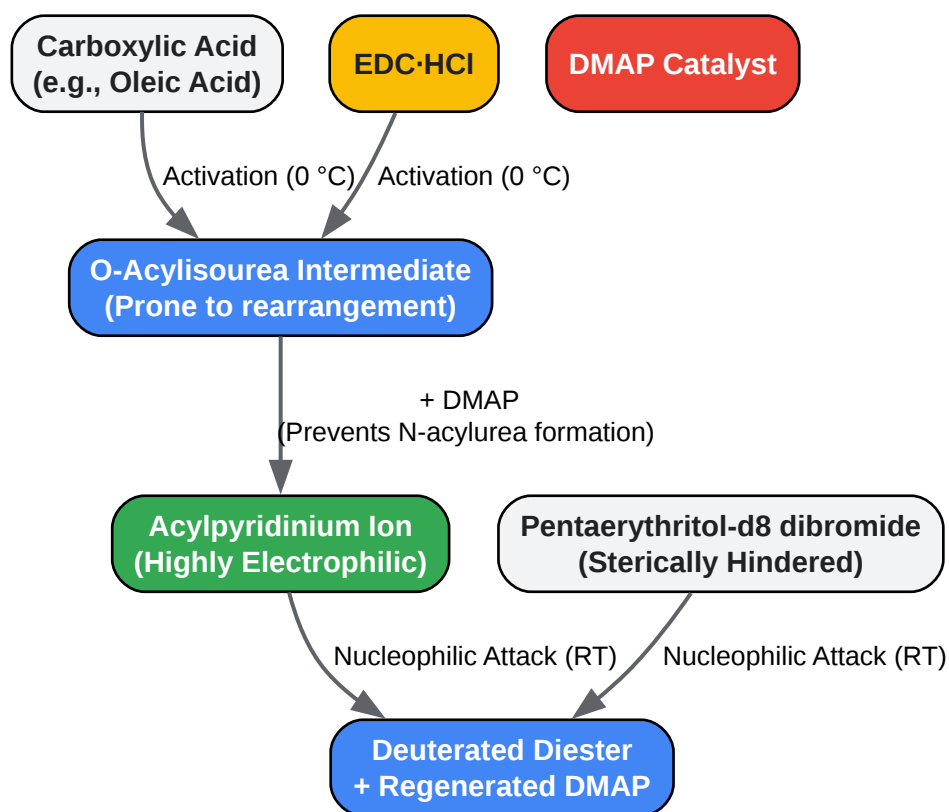 Carboxylic Acid
(e.g., Oleic Acid)
EDC·HCl
DMAP Catalyst
Activation (0 °C)
Activation (0 °C)
O-Acylisourea Intermediate
(Prone to rearrangement)
+ DMAP
(Prevents N-acylurea formation)
Acylpyridinium Ion
(Highly Electrophilic)
Pentaerythritol-d8 dibromide
(Sterically Hindered)
Nucleophilic Attack (RT)
Nucleophilic Attack (RT)
Deuterated Diester
+ Regenerated DMAP